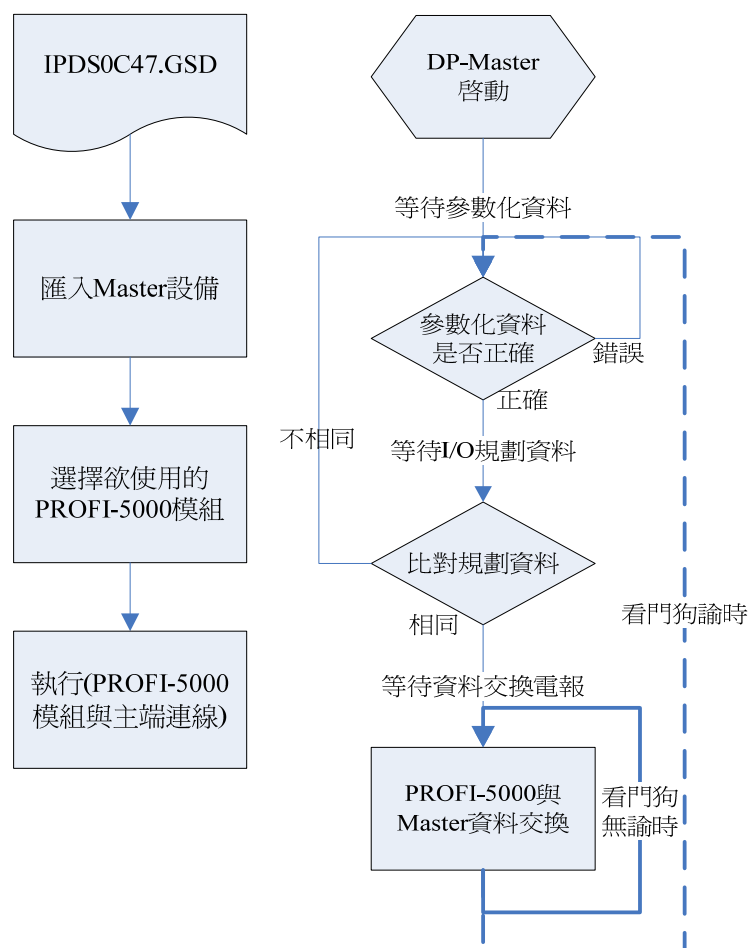 IPDS0C47.GSD
匯入Master設備
選擇欲使用的
PROFI-5000模組
執行(PROFI-5000
模組與主端連線)
DP-Master
啓動
等待參數化資料
參數化資料
是否正確
錯誤
正確
不相同
等待I/O規劃資料
比對規劃資料
相同
看門狗諭時
等待資料交換電報
PROFI-5000與
Master資料交換
看門狗
無諭時